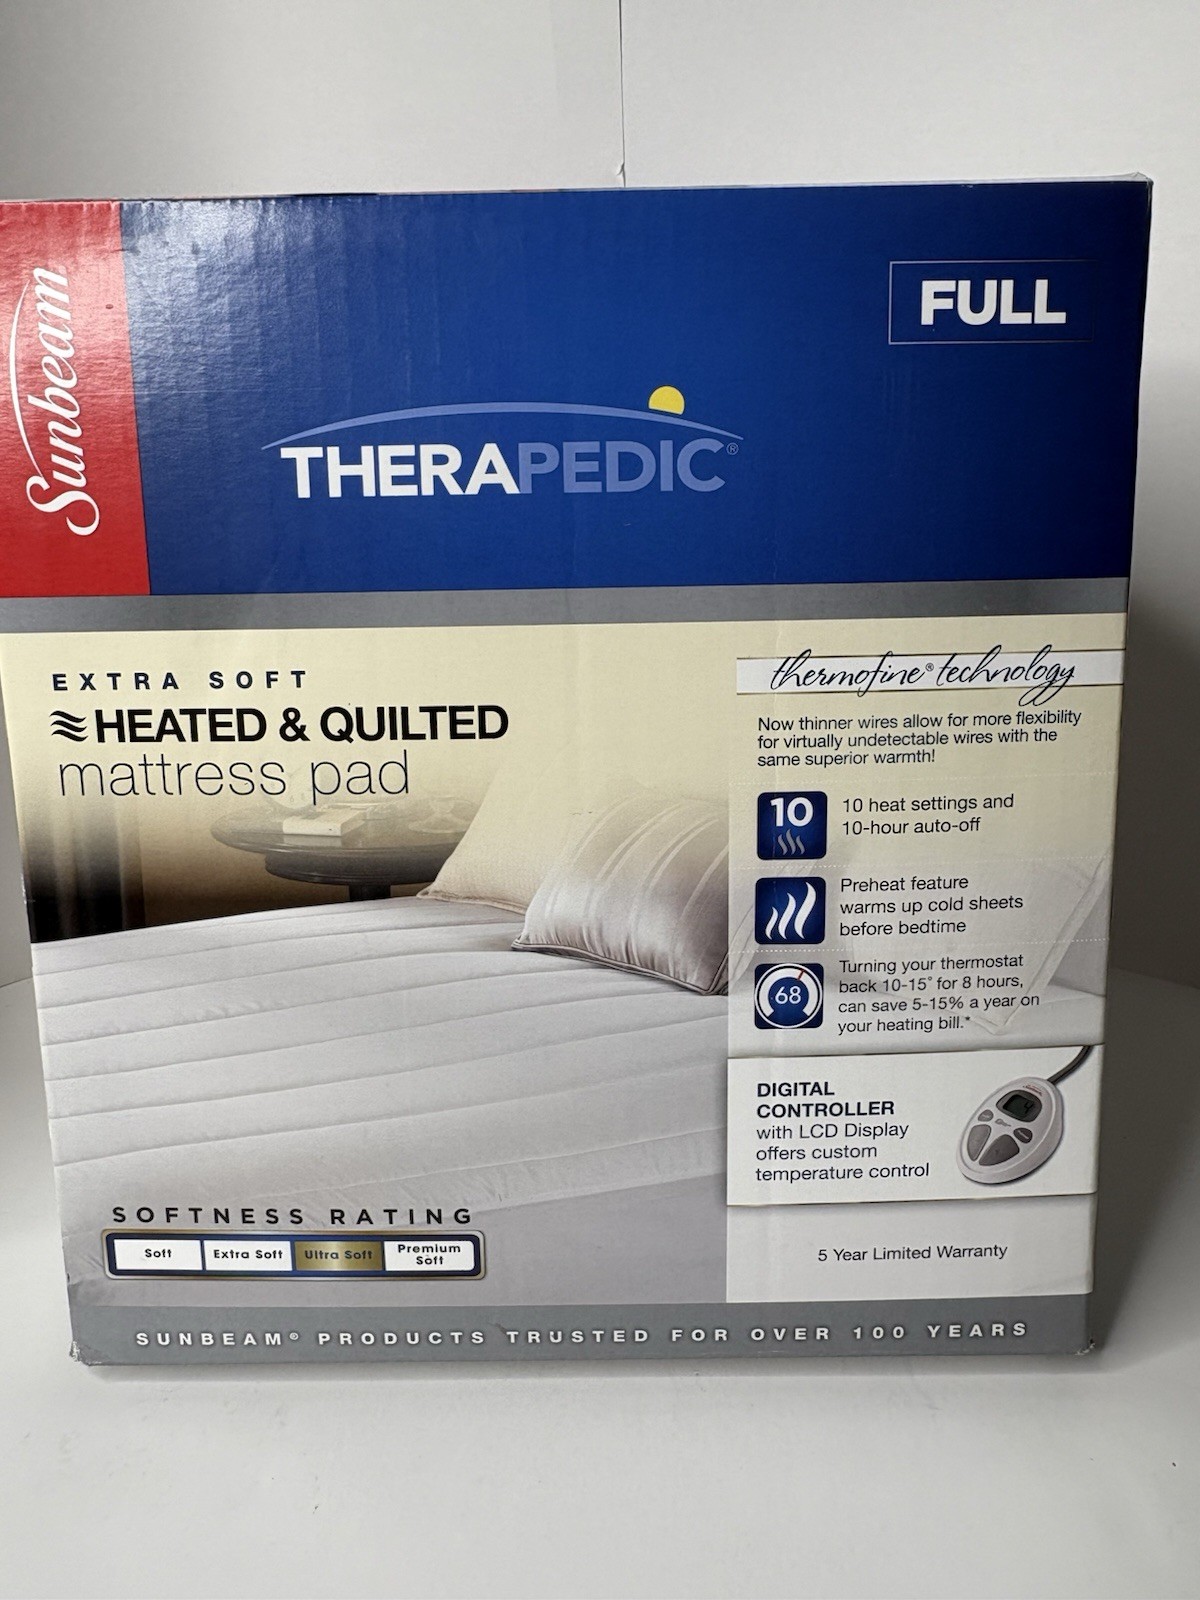 Sunbeam
FULL
THERAPEDIC®
EXTRA SOFT
HEATED & QUILTED
mattress pad
thermofine® technology
Now thinner wires allow for more flexibility
for virtually undetectable wires with the
same superior warmth!
10
10 heat settings and
10-hour auto-off
Preheat feature
warms up cold sheets
before bedtime
68
Turning your thermostat
back 10-15° for 8 hours,
can save 5-15% a year on
your heating bill.*
DIGITAL
CONTROLLER
with LCD Display
offers custom
temperature control
SOFTNESS RATING
Soft
Extra Soft
Ultra Soft
Premium
Soft
5 Year Limited Warranty
SUNBEAM® PRODUCTS TRUSTED FOR OVER 100 YEARS